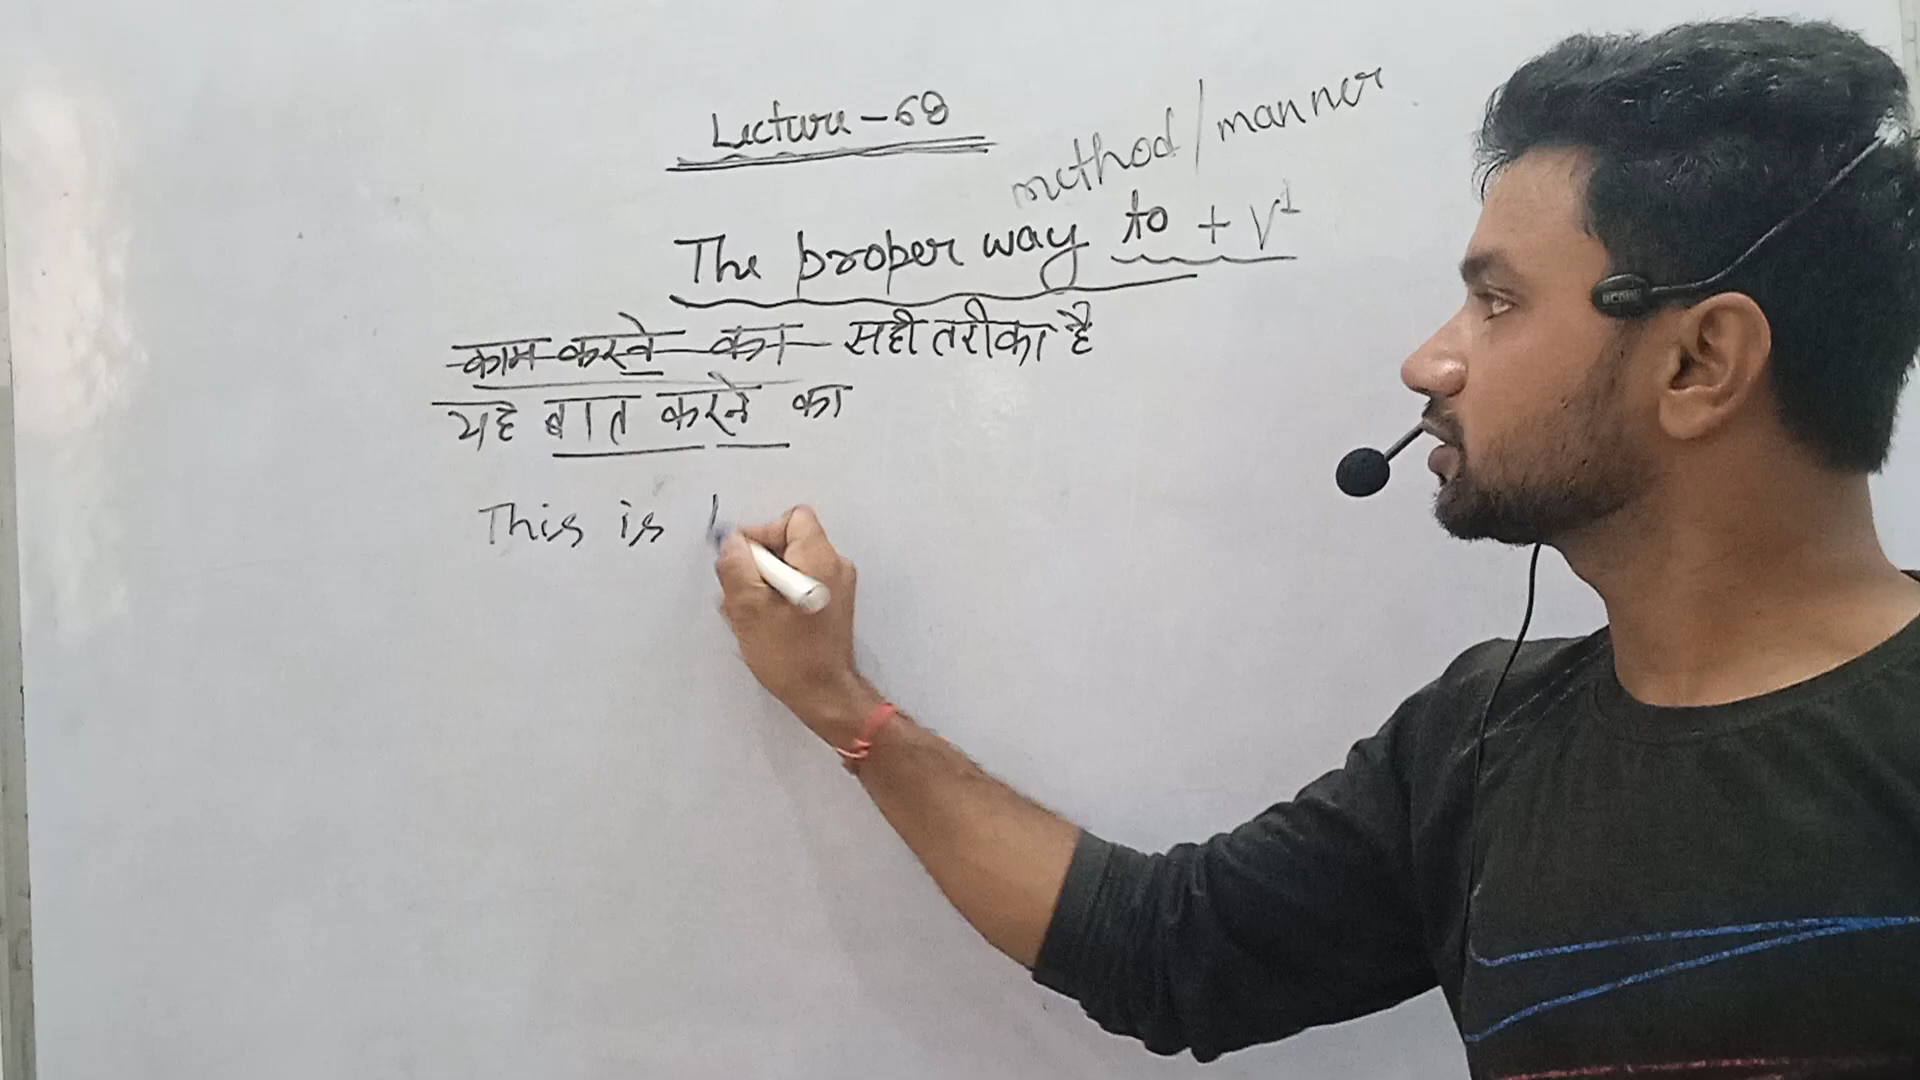 Lecture-68
method/manner
The proper way to + V¹
काम करने का सही तरीका है
यह बात करने का
This is